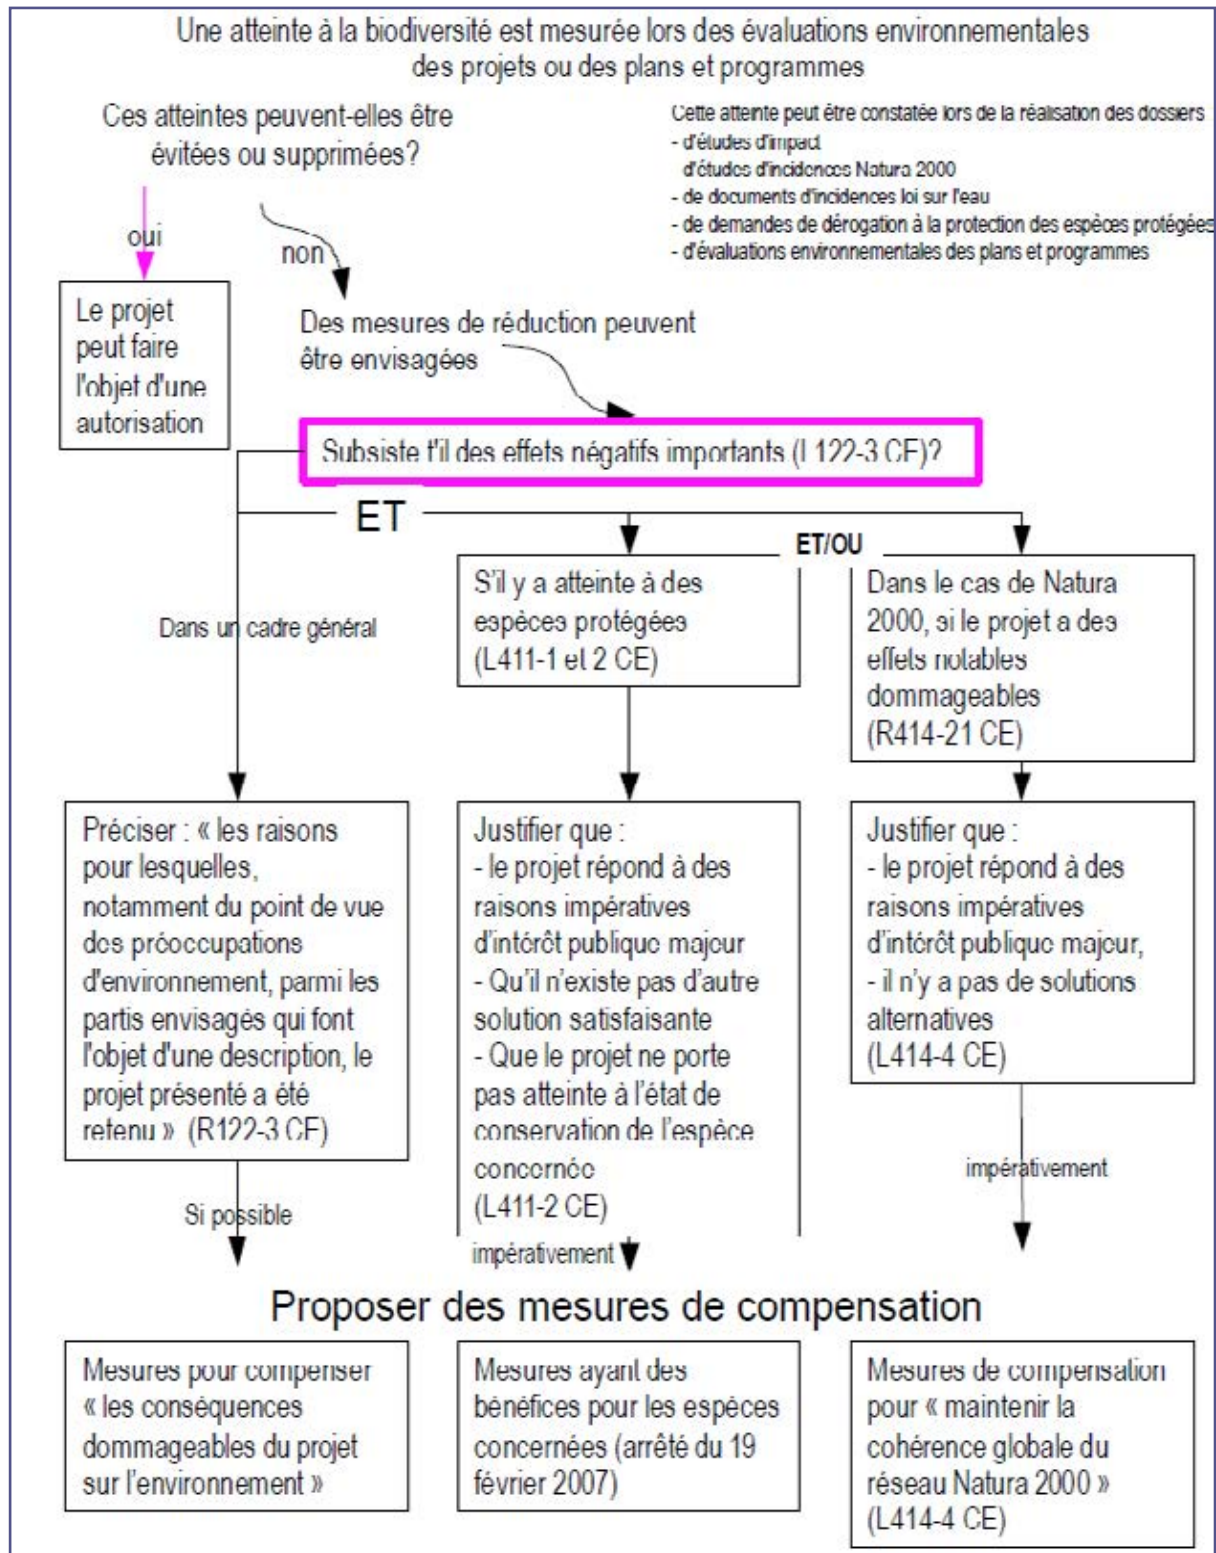 Une atteinte à la biodiversité est mesurée lors des évaluations environnementales
des projets ou des plans et programmes
Ces atteintes peuvent-elles être
évitées ou supprimées?
Cette atteinte peut être constatée lors de la réalisation des dossiers
- d'études d'impact
d'études d'incidences Natura 2000
- de documents d'incidences loi sur l'eau
- de demandes de dérogation à la protection des espèces protégées
- d'évaluations environnementales des plans et programmes
oui
non
Le projet
peut faire
l'objet d'une
autorisation
Des mesures de réduction peuvent
être envisagées
Subsiste t'il des effets négatifs importants (L 122-3 CE)?
ET
ET/OU
Dans un cadre général
S'il y a atteinte à des
espèces protégées
(L411-1 et 2 CE)
Dans le cas de Natura
2000, si le projet a des
effets notables
dommageables
(R414-21 CE)
Préciser : « les raisons
pour lesquelles,
notamment du point de vue
des préoccupations
d'environnement, parmi les
partis envisagés qui font
l'objet d'une description, le
projet présenté a été
retenu » (R122-3 CE)
Justifier que :
- le projet répond à des
raisons impératives
d'intérêt publique majeur
- Qu'il n'existe pas d'autre
solution satisfaisante
- Que le projet ne porte
pas atteinte à l'état de
conservation de l'espèce
concernée
(L411-2 CE)
Justifier que :
- le projet répond à des
raisons impératives
d'intérêt publique majeur,
- il n'y a pas de solutions
alternatives
(L414-4 CE)
Si possible
impérativement
impérativement
Proposer des mesures de compensation
Mesures pour compenser
« les conséquences
dommageables du projet
sur l'environnement »
Mesures ayant des
bénéfices pour les espèces
concernées (arrêté du 19
février 2007)
Mesures de compensation
pour « maintenir la
cohérence globale du
réseau Natura 2000 »
(L414-4 CE)